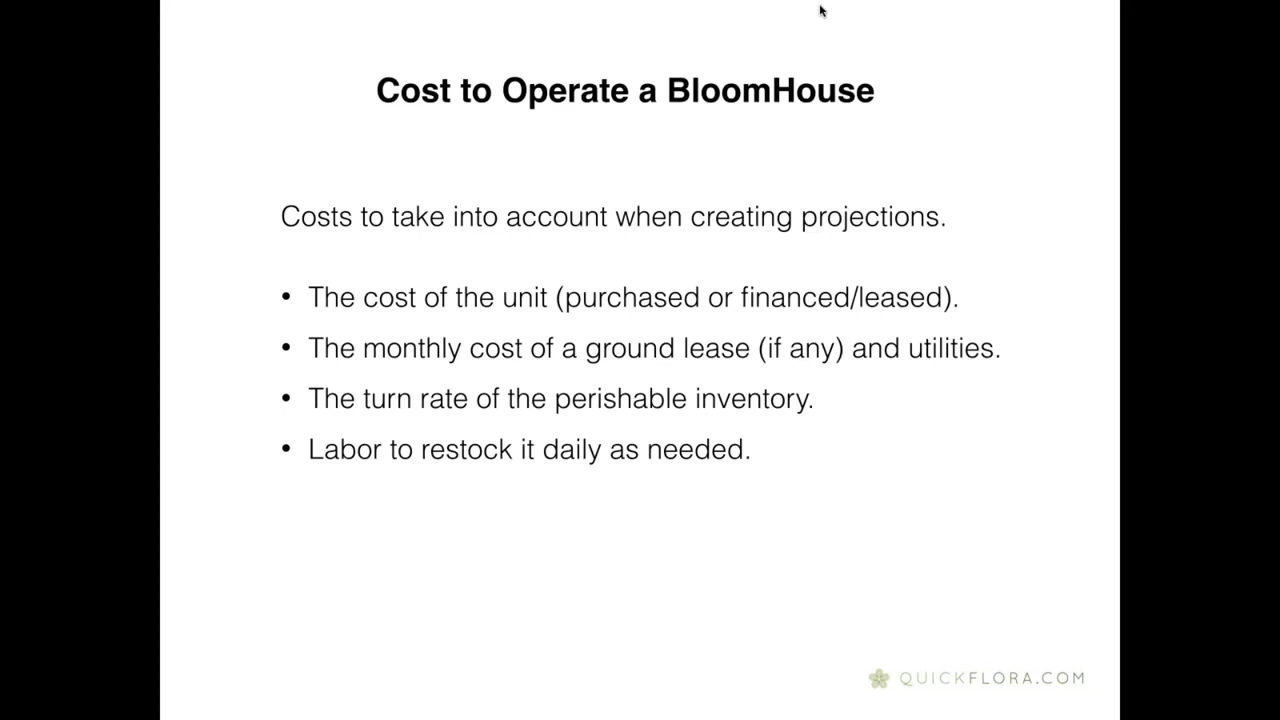 Cost to Operate a BloomHouse
Costs to take into account when creating projections.
• The cost of the unit (purchased or financed/leased).
• The monthly cost of a ground lease (if any) and utilities.
• The turn rate of the perishable inventory.
• Labor to restock it daily as needed.
QUICKFLORA.COM